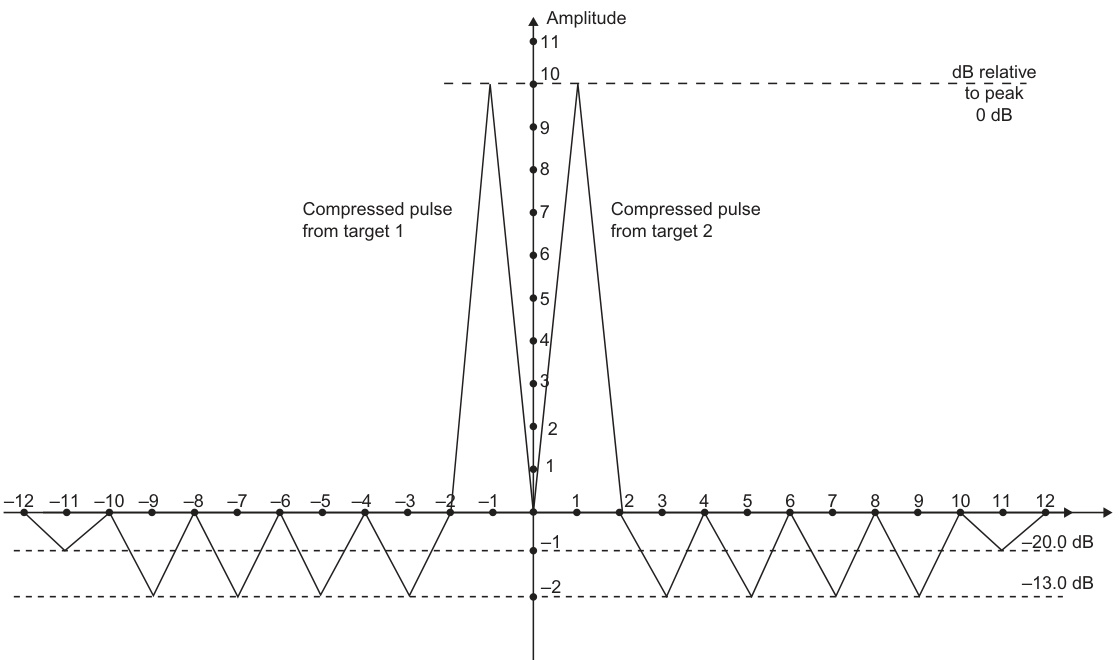 Amplitude
11
10
dB relative
to peak
0 dB
9
8
Compressed pulse
from target 1
7
Compressed pulse
from target 2
6
5
4
3
2
1
–12 –11 –10 –9 –8 –7 –6 –5 –4 –3 –2 –1 1 2 3 4 5 6 7 8 9 10 11 12
–1
–20.0 dB
–2
–13.0 dB